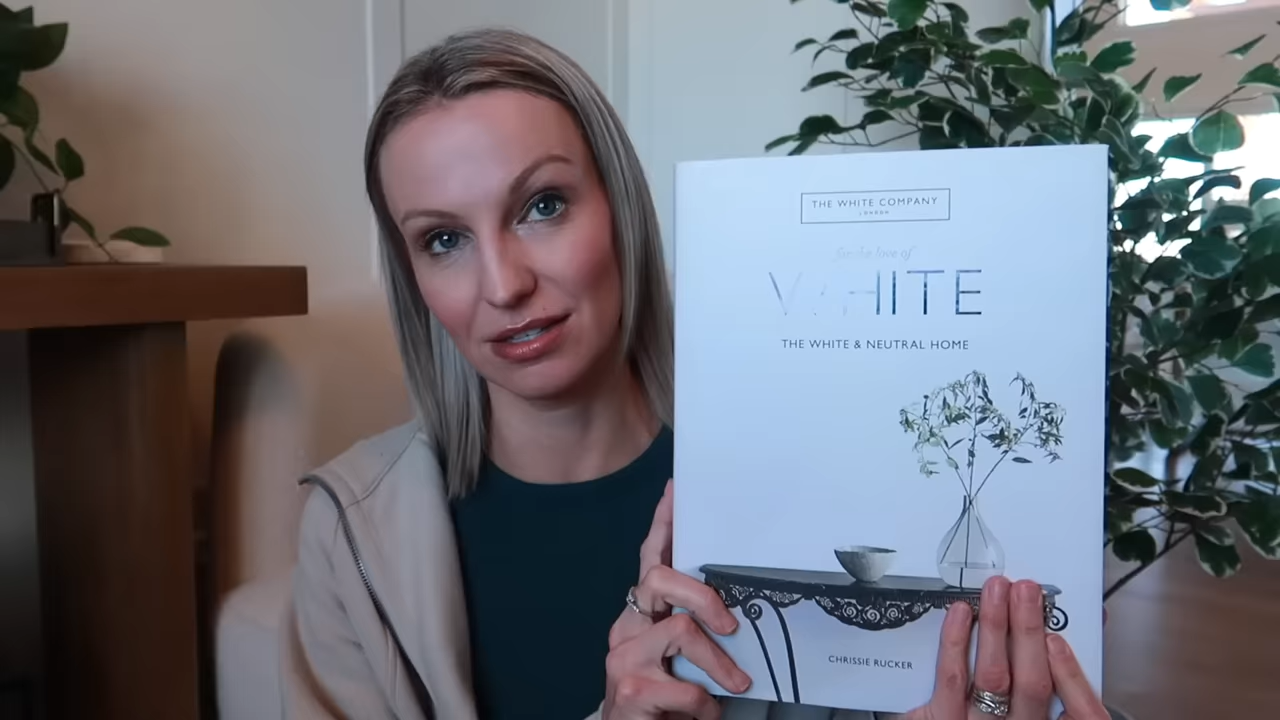 THE WHITE COMPANY
LONDON
for the love of
WHITE
THE WHITE & NEUTRAL HOME
CHRISSIE RUCKER